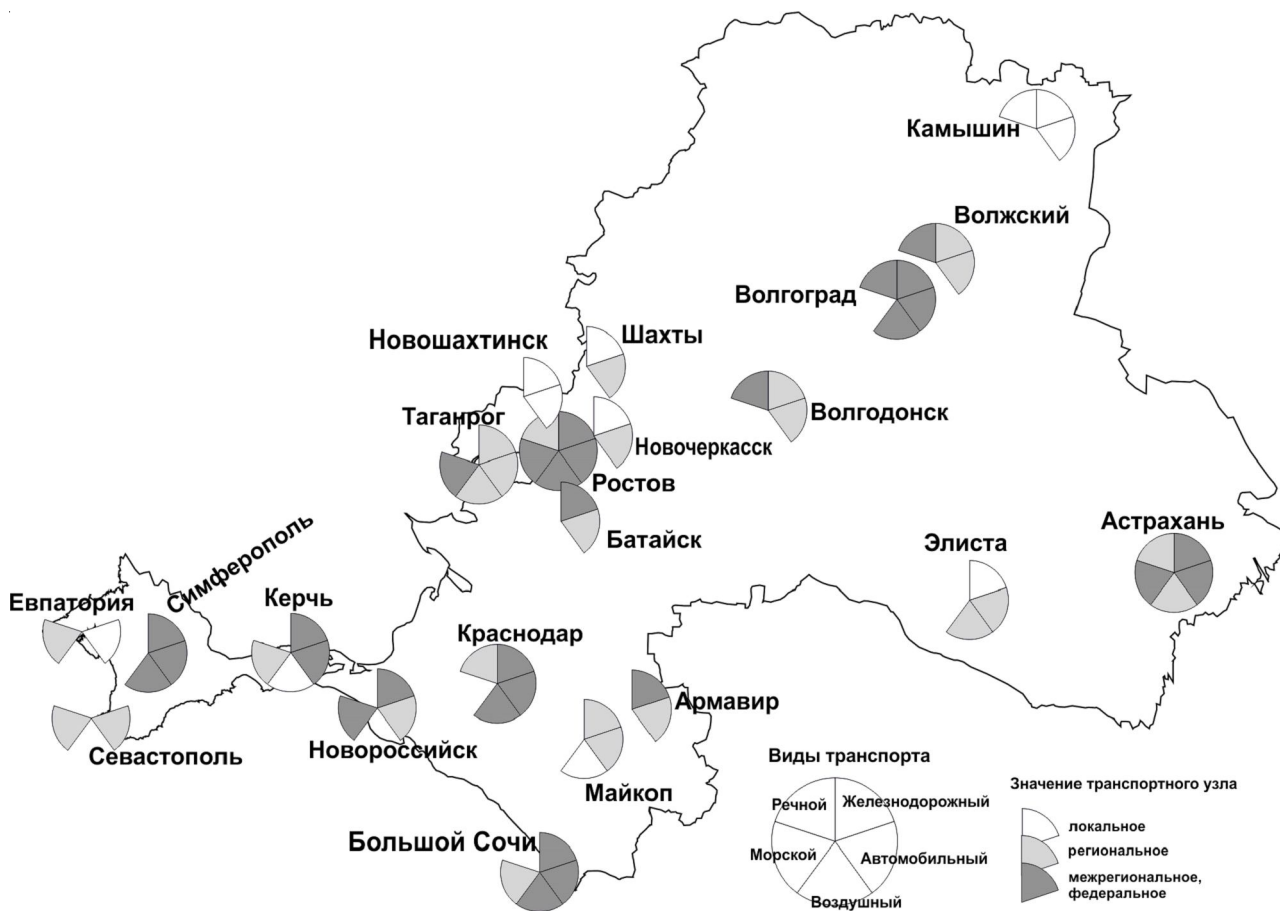 Камышин
Волжский
Волгоград
Шахты
Новошахтинск
Таганрог
Волгодонск
Новочеркасск
Ростов
Батайск
Астрахань
Элиста
Симферополь
Евпатория
Керчь
Краснодар
Армавир
Новороссийск
Севастополь
Майкоп
Большой Сочи
Виды транспорта
Речной
Железнодорожный
Морской
Автомобильный
Воздушный
Значение транспортного узла
локальное
региональное
межрегиональное,
федеральное